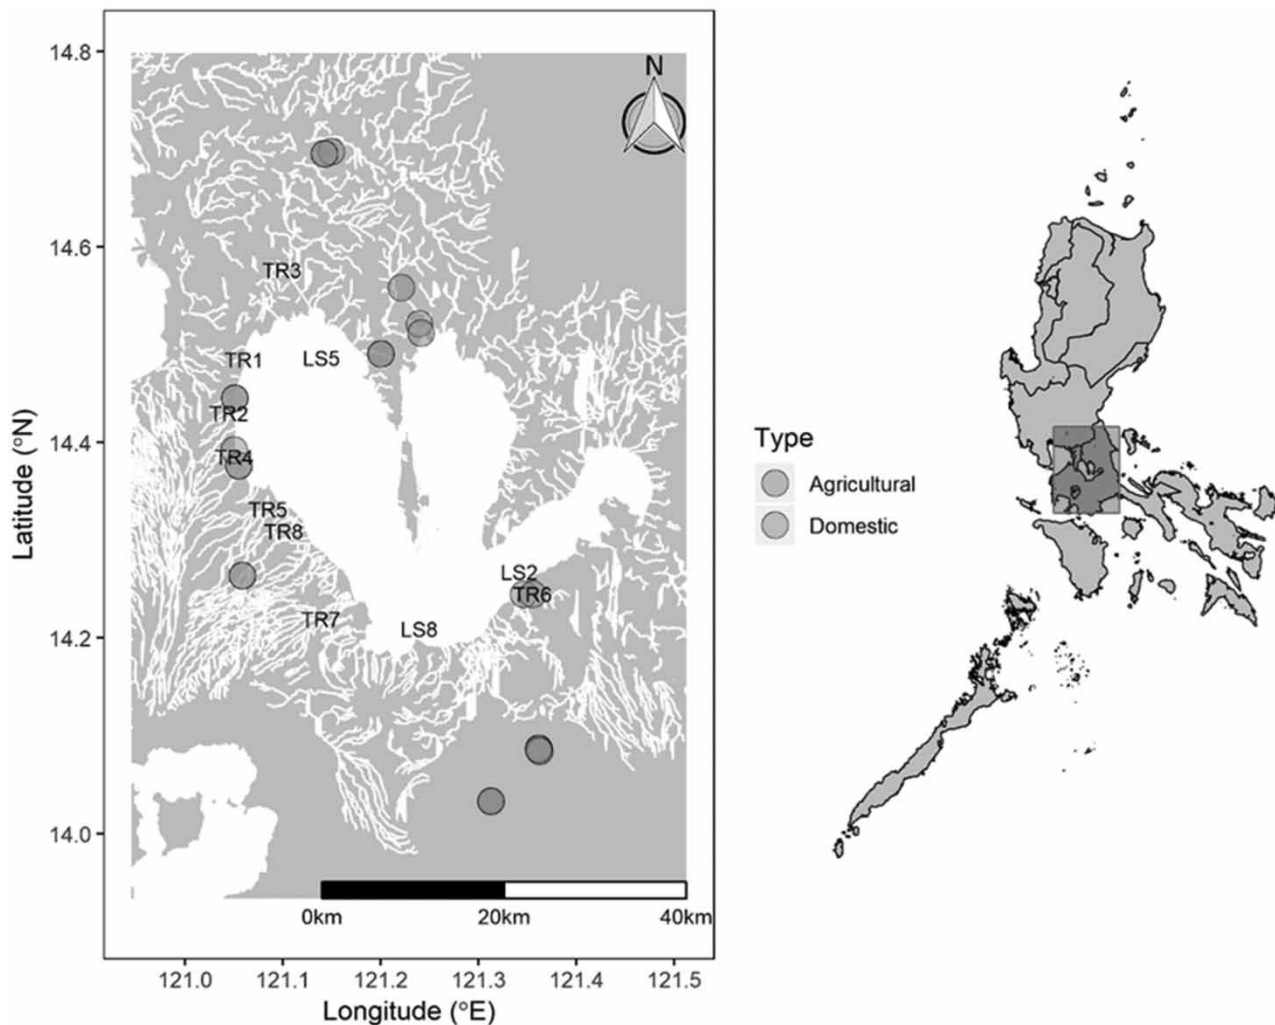 14.8
14.6
14.4
14.2
14.0
Latitude (°N)
N
TR3
TR1
LS5
TR2
TR4
TR5
TR8
LS2
TR6
TR7
LS8
0km 20km 40km
121.0 121.1 121.2 121.3 121.4 121.5
Longitude (°E)
Type
Agricultural
Domestic